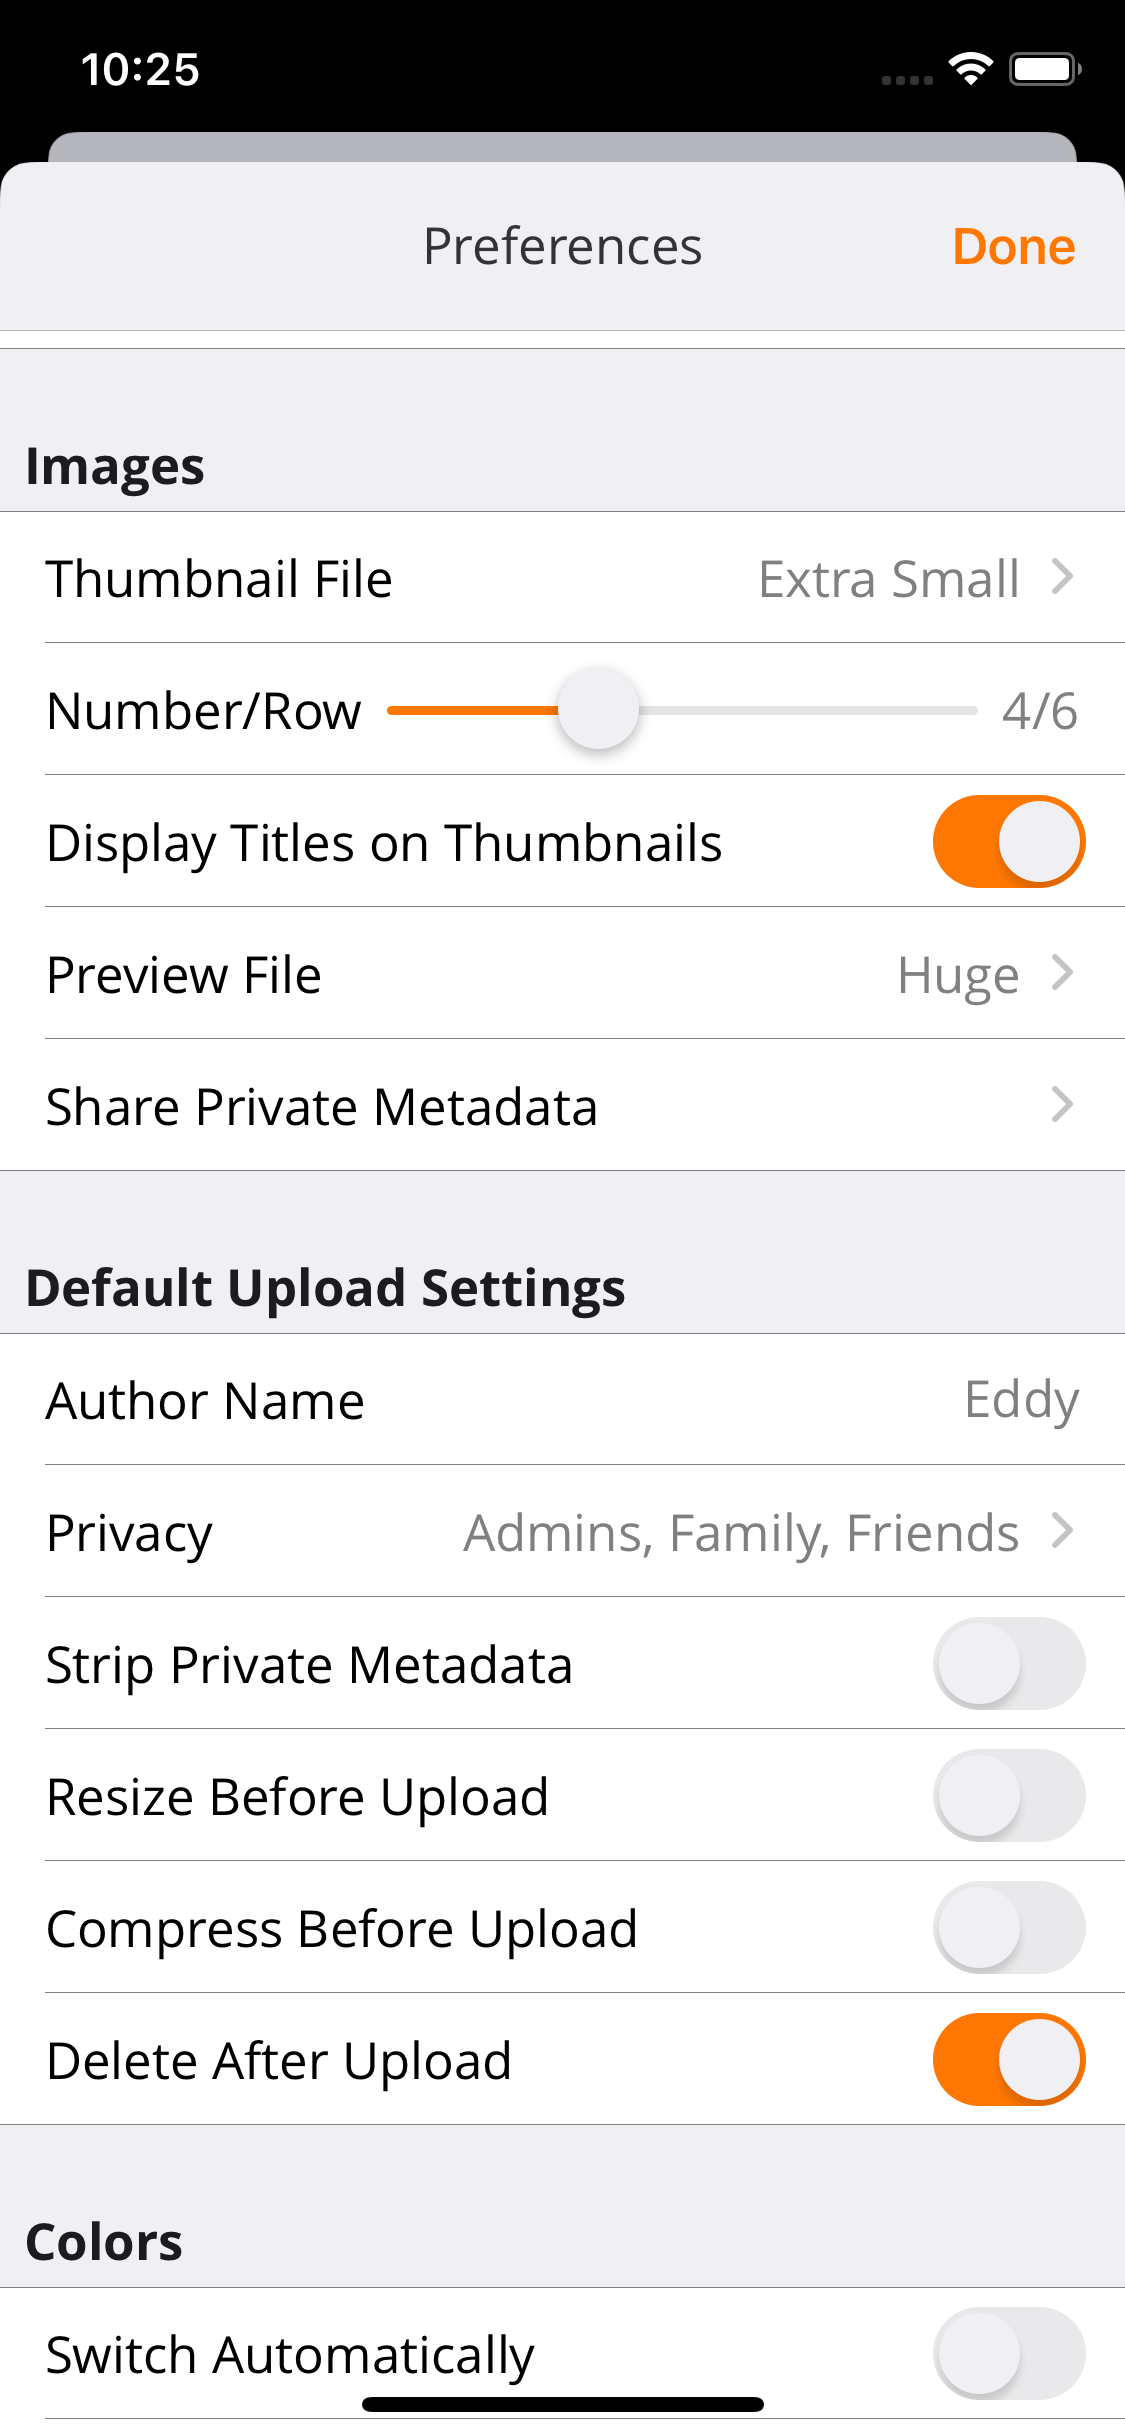 10:25
Preferences
Done
Images
Thumbnail File
Extra Small
Number/Row
4/6
Display Titles on Thumbnails
Preview File
Huge
Share Private Metadata
Default Upload Settings
Author Name
Eddy
Privacy
Admins, Family, Friends
Strip Private Metadata
Resize Before Upload
Compress Before Upload
Delete After Upload
Colors
Switch Automatically